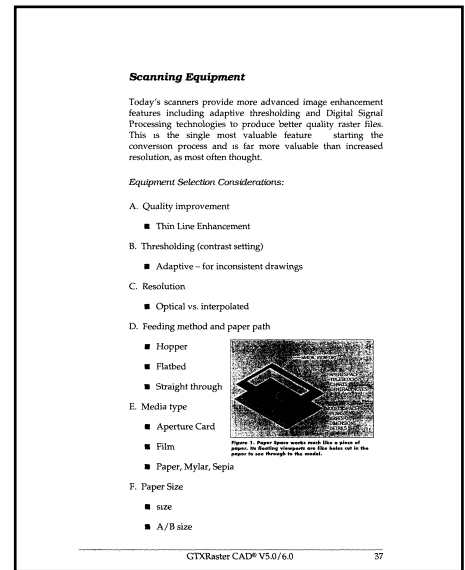 Scanning Equipment
Today's scanners provide more advanced image enhancement
features including adaptive thresholding and Digital Signal
Processing technologies to produce better quality raster files.
This is the single most valuable feature starting the
conversion process and is far more valuable than increased
resolution, as most often thought.
Equipment Selection Considerations:
A. Quality improvement
■ Thin Line Enhancement
B. Thresholding (contrast setting)
■ Adaptive – for inconsistent drawings
C. Resolution
■ Optical vs. interpolated
D. Feeding method and paper path
■ Hopper
■ Flatbed
■ Straight through
E. Media type
■ Aperture Card
■ Film
■ Paper, Mylar, Sepia
Figure 1. Paper Space works much like a piece of
paper. Its floating viewports are like holes cut in the
paper to see through to the model.
F. Paper Size
■ size
■ A/B size
GTXRaster CAD® V5.0/6.0 37